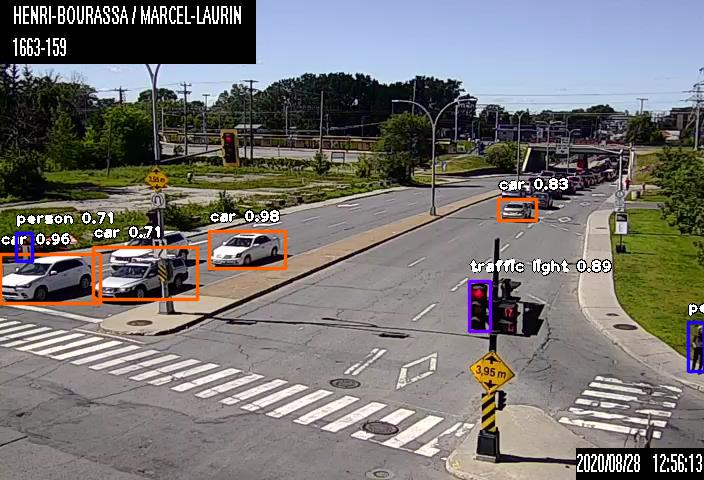 HENRI-BOURASSA / MARCEL-LAURIN
1663-159
car 0.83
person 0.71
car 0.98
car 0.96
car 0.71
traffic light 0.89
pe
3,95 m
2020/08/28 12:56:13